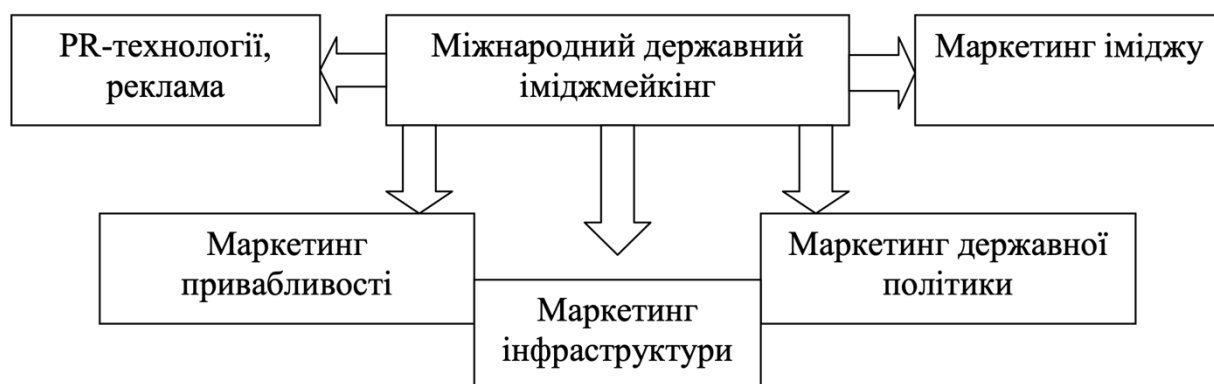 PR-технології,
реклама
Міжнародний державний
іміджмейкінг
Маркетинг іміджу
Маркетинг
привабливості
Маркетинг
інфраструктури
Маркетинг державної
політики